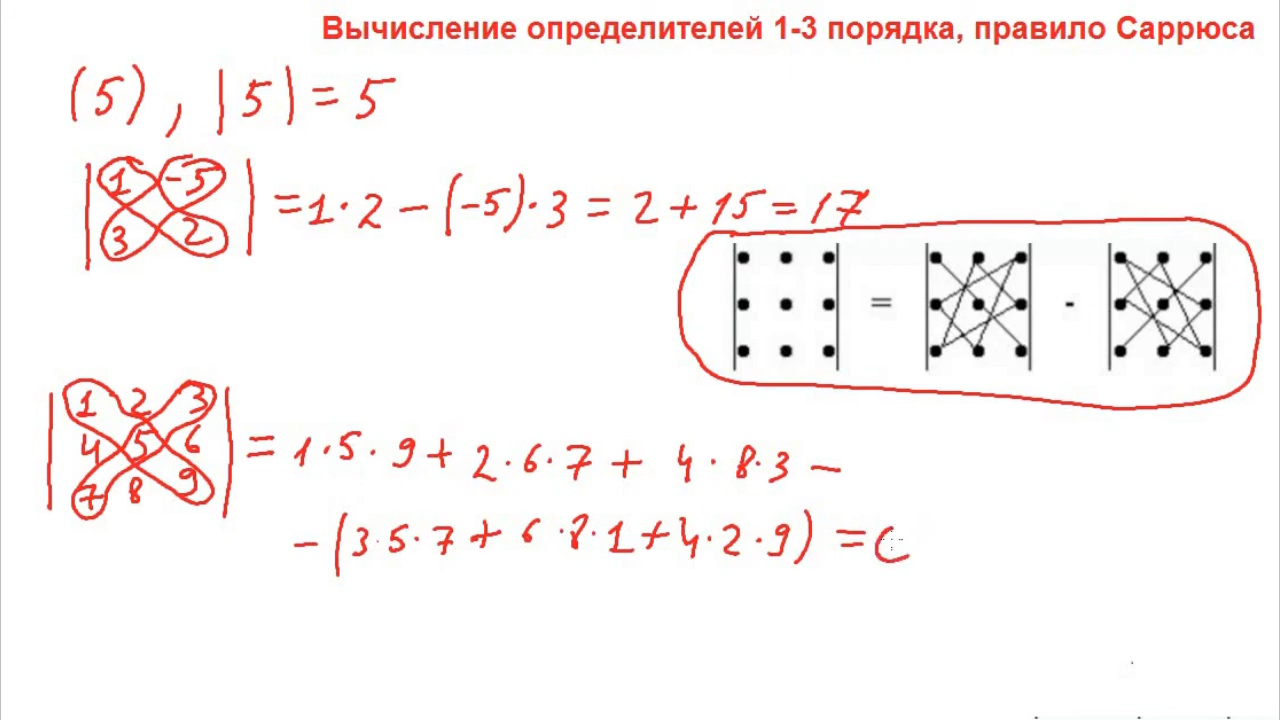 Вычисление определителей 1-3 порядка, правило Саррюса
(5), |5| = 5
|1 -5|
|3 2| = 1·2 - (-5)·3 = 2 + 15 = 17
= -
|1 2 3|
|4 5 6| = 1·5·9 + 2·6·7 + 4·8·3 -
|7 8 9|
- (3·5·7 + 6·8·1 + 4·2·9) =